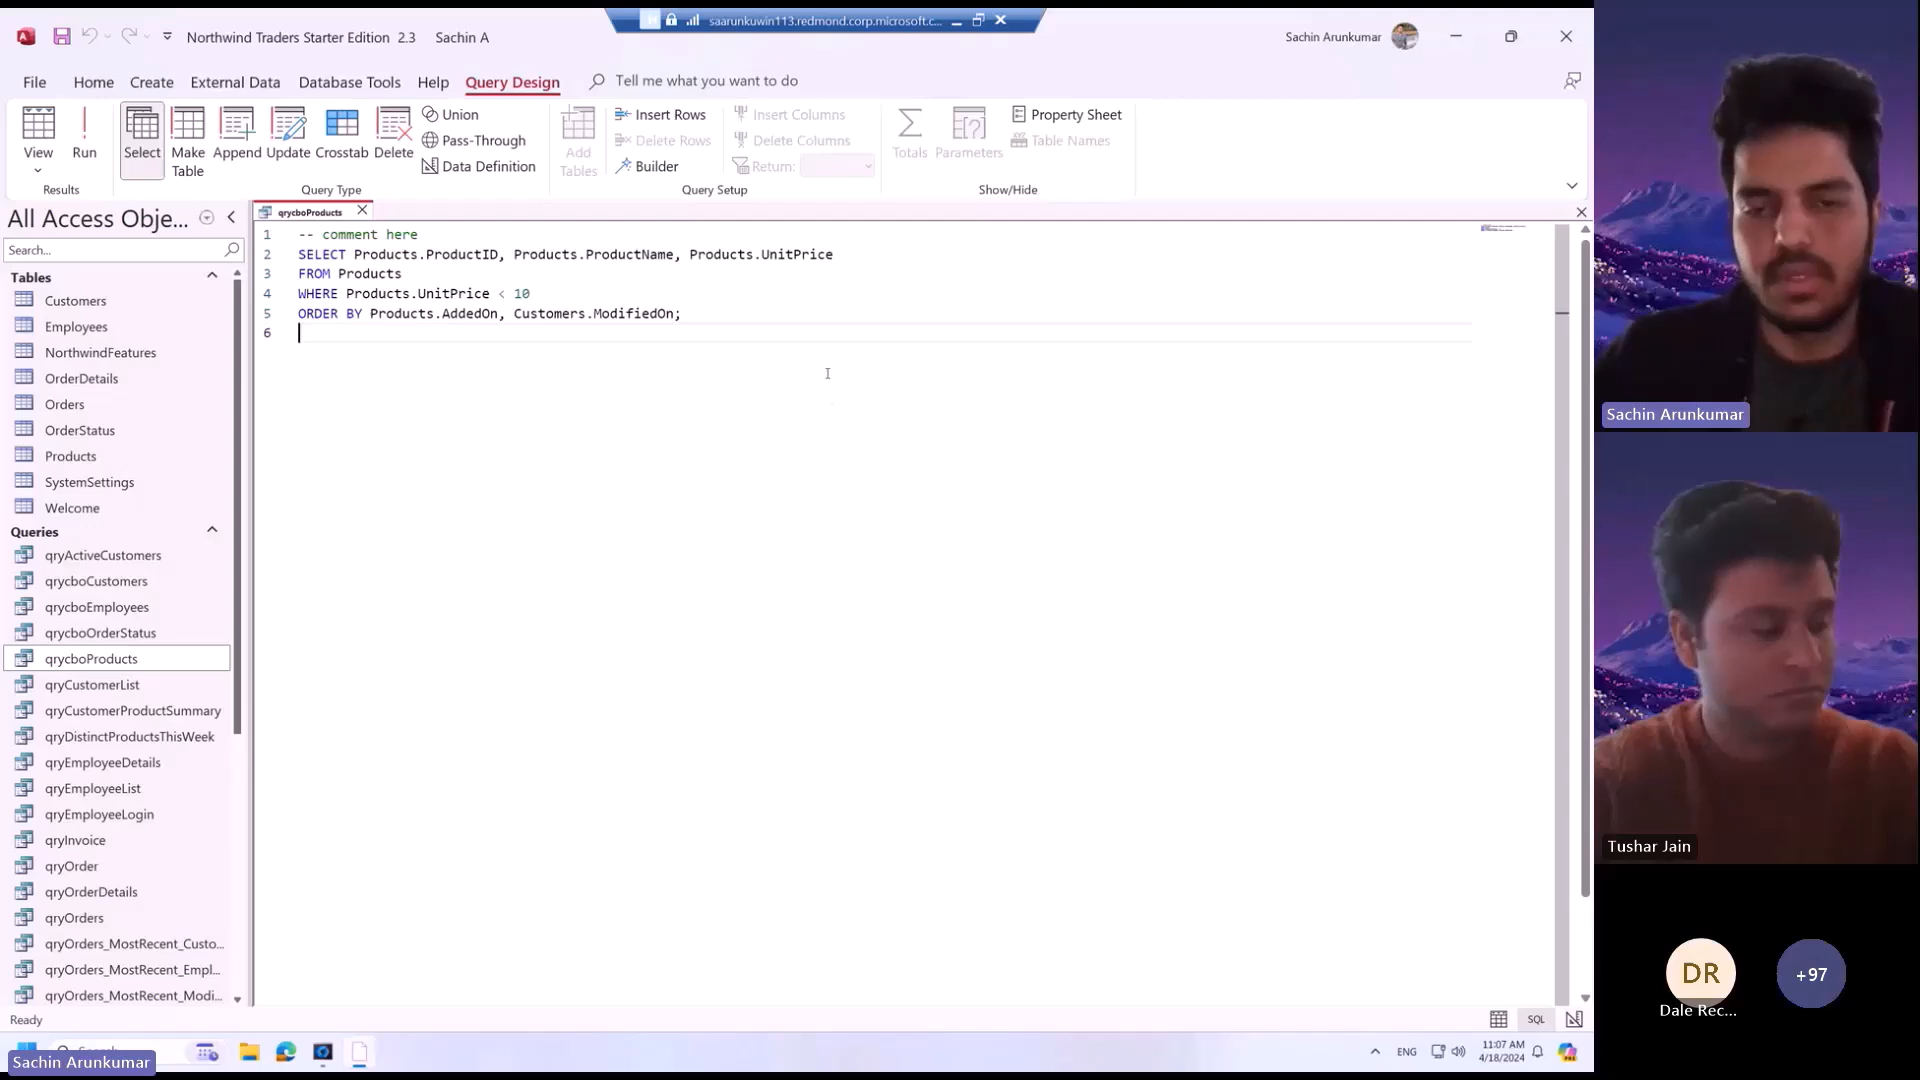 saarunkuwin113.redmond.corp.microsoft.c...
Northwind Traders Starter Edition 2.3 Sachin A
Sachin Arunkumar
File Home Create External Data Database Tools Help Query Design Tell me what you want to do
View
Run
Results
Select
Make Table
Append
Update
Crosstab
Delete
Union
Pass-Through
Data Definition
Query Type
Add Tables
Insert Rows
Delete Rows
Builder
Insert Columns
Delete Columns
Return:
Query Setup
Totals
Parameters
Property Sheet
Table Names
Show/Hide
All Access Obje...
Search...
Tables
Customers
Employees
NorthwindFeatures
OrderDetails
Orders
OrderStatus
Products
SystemSettings
Welcome
Queries
qryActiveCustomers
qrycboCustomers
qrycboEmployees
qrycboOrderStatus
qrycboProducts
qryCustomerList
qryCustomerProductSummary
qryDistinctProductsThisWeek
qryEmployeeDetails
qryEmployeeList
qryEmployeeLogin
qryInvoice
qryOrder
qryOrderDetails
qryOrders
qryOrders_MostRecent_Custo...
qryOrders_MostRecent_Empl...
qryOrders_MostRecent_Modi...
qrycboProducts
1 -- comment here
2 SELECT Products.ProductID, Products.ProductName, Products.UnitPrice
3 FROM Products
4 WHERE Products.UnitPrice < 10
5 ORDER BY Products.AddedOn, Customers.ModifiedOn;
6
Ready
SQL
Sachin Arunkumar
ENG
11:07 AM
4/18/2024
Sachin Arunkumar
Tushar Jain
DR
Dale Rec...
+97